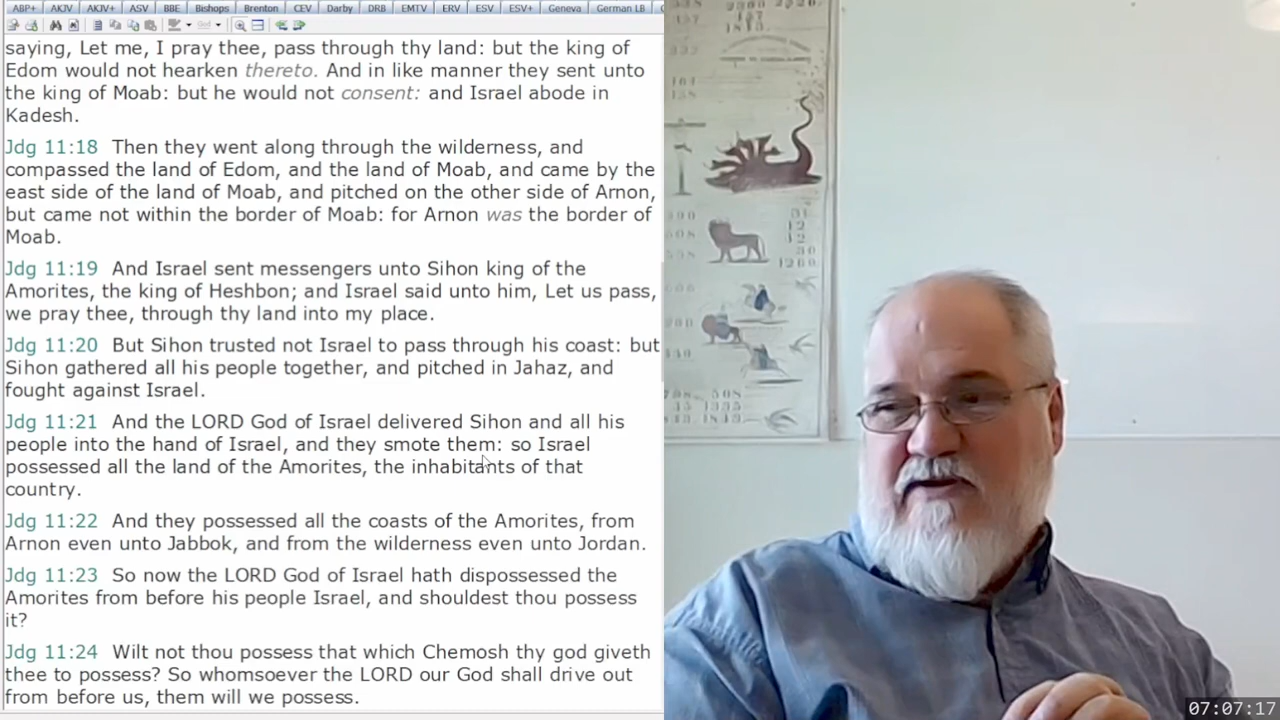 ABP+ AKJV AKJV+ ASV BBE Bishops Brenton CEV Darby DRB EMTV ERV ESV ESV+ Geneva German LB
saying, Let me, I pray thee, pass through thy land: but the king of
Edom would not hearken thereto. And in like manner they sent unto
the king of Moab: but he would not consent: and Israel abode in
Kadesh.
Jdg 11:18 Then they went along through the wilderness, and
compassed the land of Edom, and the land of Moab, and came by the
east side of the land of Moab, and pitched on the other side of Arnon,
but came not within the border of Moab: for Arnon was the border of
Moab.
Jdg 11:19 And Israel sent messengers unto Sihon king of the
Amorites, the king of Heshbon; and Israel said unto him, Let us pass,
we pray thee, through thy land into my place.
Jdg 11:20 But Sihon trusted not Israel to pass through his coast: but
Sihon gathered all his people together, and pitched in Jahaz, and
fought against Israel.
Jdg 11:21 And the LORD God of Israel delivered Sihon and all his
people into the hand of Israel, and they smote them: so Israel
possessed all the land of the Amorites, the inhabitants of that
country.
Jdg 11:22 And they possessed all the coasts of the Amorites, from
Arnon even unto Jabbok, and from the wilderness even unto Jordan.
Jdg 11:23 So now the LORD God of Israel hath dispossessed the
Amorites from before his people Israel, and shouldest thou possess
it?
Jdg 11:24 Wilt not thou possess that which Chemosh thy god giveth
thee to possess? So whomsoever the LORD our God shall drive out
from before us, them will we possess.
12
12
30
1260
508
1335
07:07:17